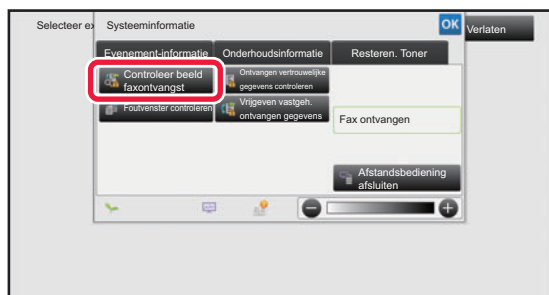 Selecteer ex
Systeeminformatie
OK
Verlaten
Evenement-informatie
Onderhoudsinformatie
Resteren. Toner
Controleer beeld
faxontvangst
Ontvangen vertrouwelijke
gegevens controleren
Foutvenster controleren
Vrijgeven vastgeh.
ontvangen gegevens
Fax ontvangen
Afstandsbediening
afsluiten